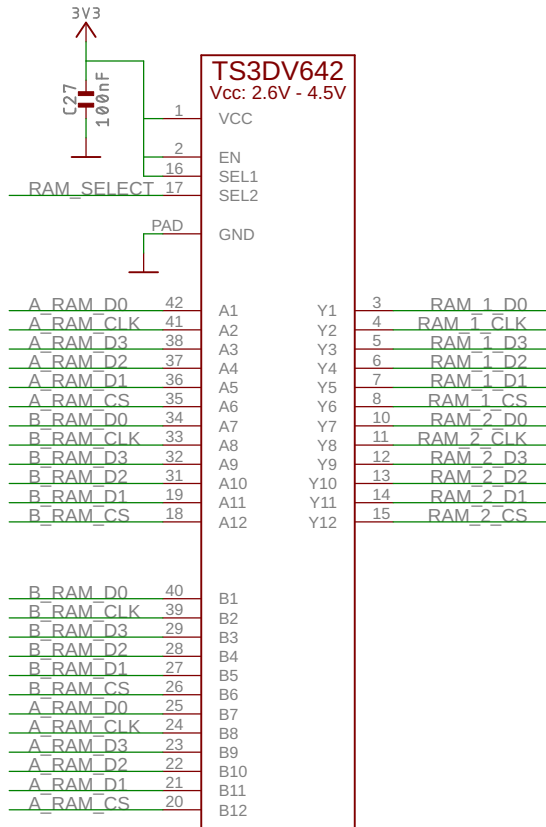 3V3
C27
100nF
TS3DV642
Vcc: 2.6V - 4.5V
1 VCC
2 EN
16 SEL1
RAM_SELECT 17 SEL2
PAD GND
A_RAM_D0 42 A1 Y1 3 RAM_1_D0
A_RAM_CLK 41 A2 Y2 4 RAM_1_CLK
A_RAM_D3 38 A3 Y3 5 RAM_1_D3
A_RAM_D2 37 A4 Y4 6 RAM_1_D2
A_RAM_D1 36 A5 Y5 7 RAM_1_D1
A_RAM_CS 35 A6 Y6 8 RAM_1_CS
B_RAM_D0 34 A7 Y7 10 RAM_2_D0
B_RAM_CLK 33 A8 Y8 11 RAM_2_CLK
B_RAM_D3 32 A9 Y9 12 RAM_2_D3
B_RAM_D2 31 A10 Y10 13 RAM_2_D2
B_RAM_D1 19 A11 Y11 14 RAM_2_D1
B_RAM_CS 18 A12 Y12 15 RAM_2_CS
B_RAM_D0 40 B1
B_RAM_CLK 39 B2
B_RAM_D3 29 B3
B_RAM_D2 28 B4
B_RAM_D1 27 B5
B_RAM_CS 26 B6
A_RAM_D0 25 B7
A_RAM_CLK 24 B8
A_RAM_D3 23 B9
A_RAM_D2 22 B10
A_RAM_D1 21 B11
A_RAM_CS 20 B12